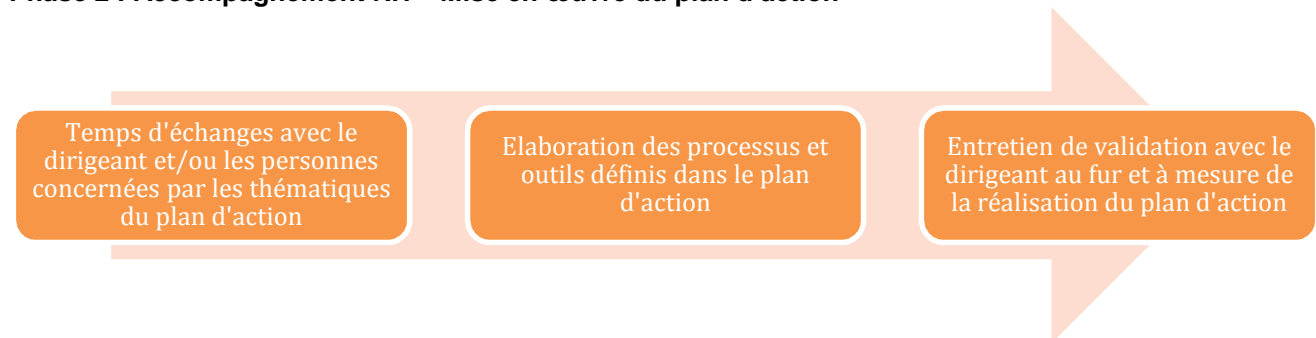 Temps d'échanges avec le
dirigeant et/ou les personnes
concernées par les thématiques
du plan d'action
Elaboration des processus et
outils définis dans le plan
d'action
Entretien de validation avec le
dirigeant au fur et à mesure de
la réalisation du plan d'action